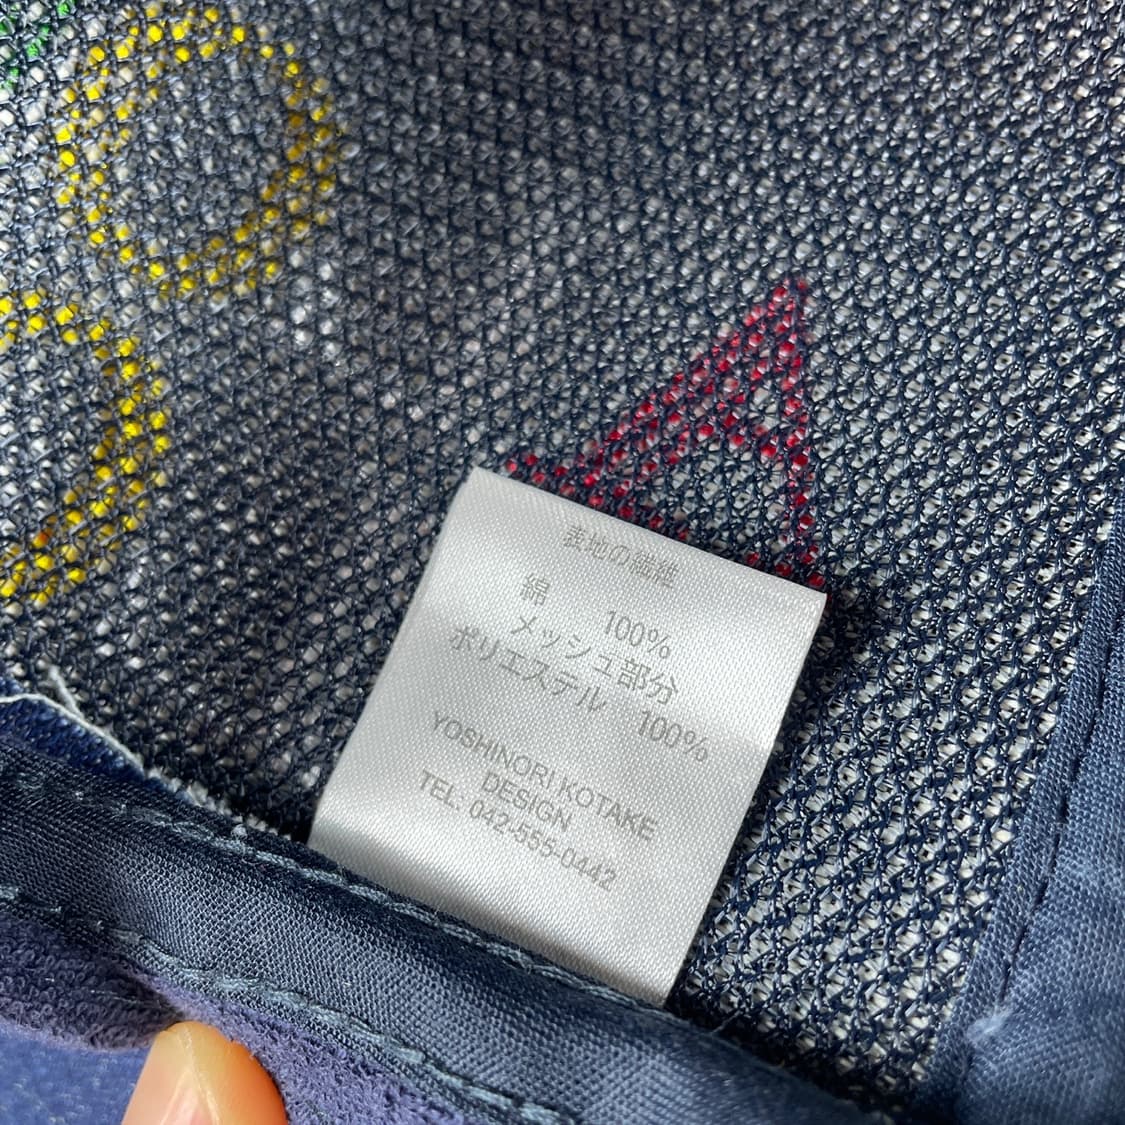 表地の繊維
綿 100%
メッシュ部分
ポリエステル 100%
YOSHINORI KOTAKE
DESIGN
TEL: 042-555-0442